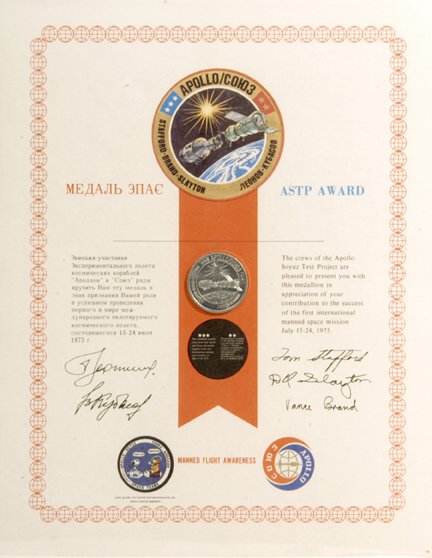 APOLLO/СОЮЗ
STAFFORD·BRAND·SLAYTON
ЛЕОНОВ·КУБАСОВ
МЕДАЛЬ ЭПАС
ASTP AWARD
Экипажи-участники
Экспериментального полета
космических кораблей
"Аполлон" и "Союз" рады
вручить Вам эту медаль в
знак признания Вашей роли
в успешном проведении
первого в мире меж-
дународного пилотируемого
космического полета,
состоявшегося 15-24 июля
1975 г.
The crews of the Apollo
Soyuz Test Project are
pleased to present you with
this medallion in
appreciation of your
contribution to the success
of the first international
manned space mission
July 15-24, 1975.
Tom Stafford
DK Slayton
Vance Brand
MANNED FLIGHT AWARENESS
СОЮЗ
APOLLO